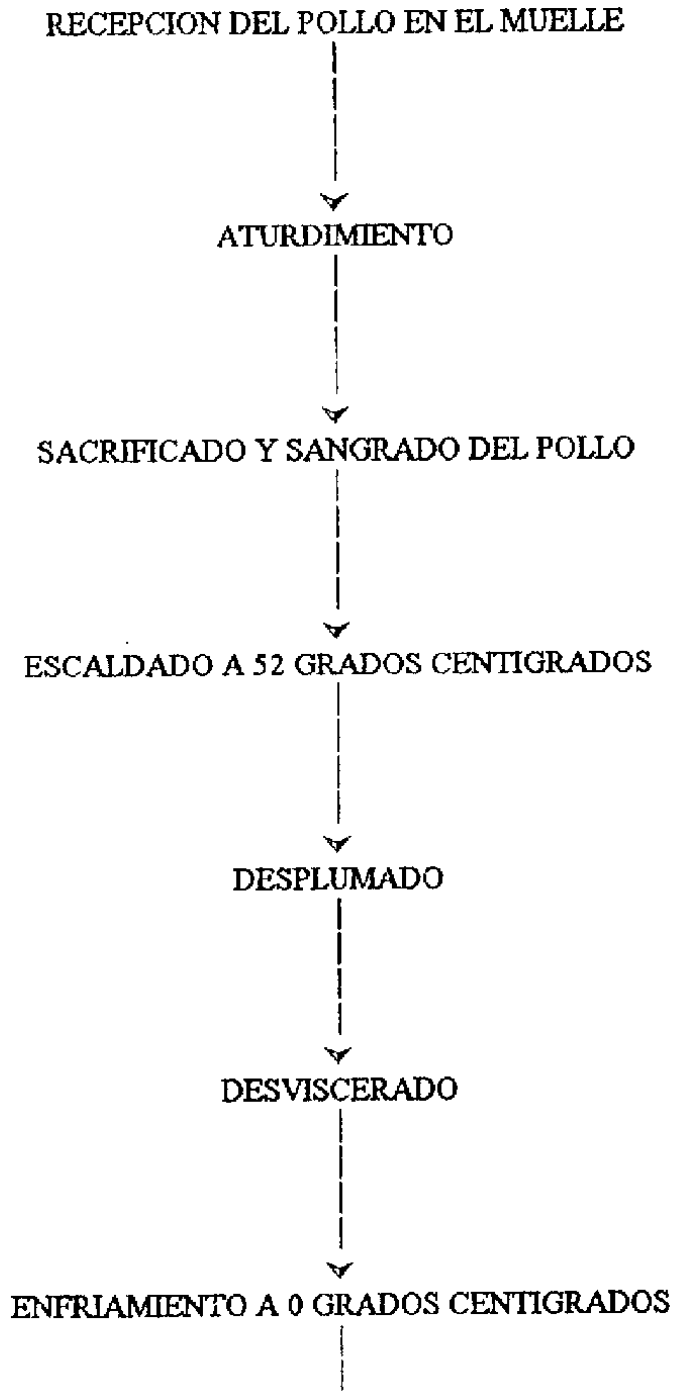 RECEPCION DEL POLLO EN EL MUELLE
ATURDIMIENTO
SACRIFICADO Y SANGRADO DEL POLLO
ESCALDADO A 52 GRADOS CENTIGRADOS
DESPLUMADO
DESVISCERADO
ENFRIAMIENTO A 0 GRADOS CENTIGRADOS